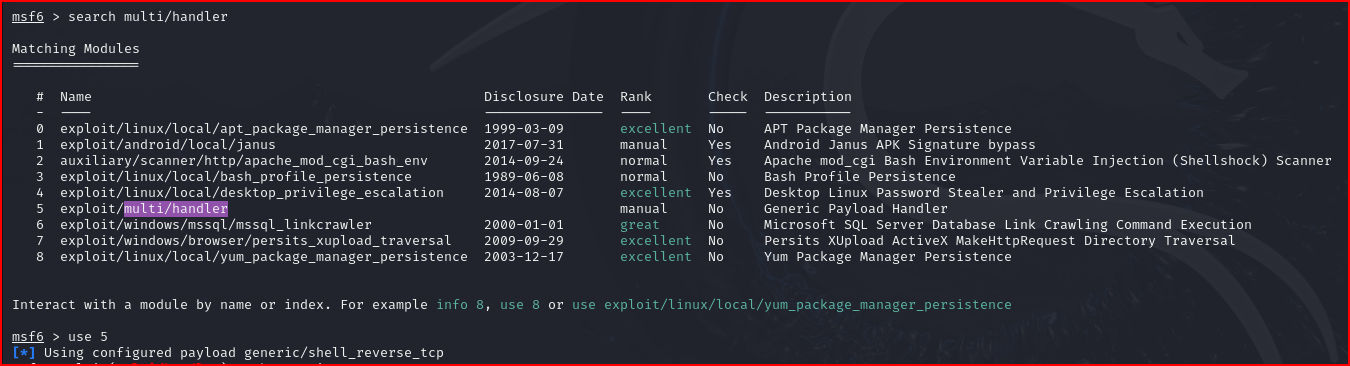 msf6 > search multi/handler
Matching Modules
================
#  Name                                                 Disclosure Date  Rank       Check  Description
-  ----                                                 ---------------  ----       -----  -----------
0  exploit/linux/local/apt_package_manager_persistence  1999-03-09       excellent  No     APT Package Manager Persistence
1  exploit/android/local/janus                          2017-07-31       manual     Yes    Android Janus APK Signature bypass
2  auxiliary/scanner/http/apache_mod_cgi_bash_env       2014-09-24       normal     Yes    Apache mod_cgi Bash Environment Variable Injection (Shellshock) Scanner
3  exploit/linux/local/bash_profile_persistence         1989-06-08       normal     No     Bash Profile Persistence
4  exploit/linux/local/desktop_privilege_escalation     2014-08-07       excellent  Yes    Desktop Linux Password Stealer and Privilege Escalation
5  exploit/multi/handler                                                 manual     No     Generic Payload Handler
6  exploit/windows/mssql/mssql_linkcrawler              2000-01-01       great      No     Microsoft SQL Server Database Link Crawling Command Execution
7  exploit/windows/browser/persits_xupload_traversal    2009-09-29       excellent  No     Persits XUpload ActiveX MakeHttpRequest Directory Traversal
8  exploit/linux/local/yum_package_manager_persistence  2003-12-17       excellent  No     Yum Package Manager Persistence
Interact with a module by name or index. For example info 8, use 8 or use exploit/linux/local/yum_package_manager_persistence
msf6 > use 5
[*] Using configured payload generic/shell_reverse_tcp